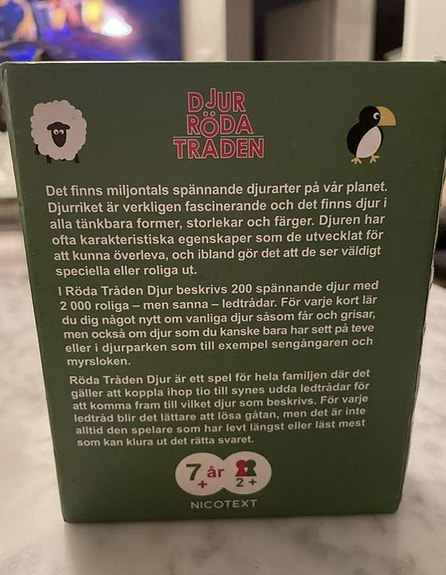 DJUR
RÖDA
TRÅDEN
Det finns miljontals spännande djurarter på vår planet.
Djurriket är verkligen fascinerande och det finns djur i
alla tänkbara former, storlekar och färger. Djuren har
ofta karakteristiska egenskaper som de utvecklat för
att kunna överleva, och ibland gör det att de ser väldigt
speciella eller roliga ut.
I Röda Tråden Djur beskrivs 200 spännande djur med
2 000 roliga – men sanna – ledtrådar. För varje kort lär
du dig något nytt om vanliga djur såsom får och grisar,
men också om djur som du kanske bara har sett på teve
eller i djurparken som till exempel sengångaren och
myrsloken.
Röda Tråden Djur är ett spel för hela familjen där det
gäller att koppla ihop tio till synes udda ledtrådar för
att komma fram till vilket djur som beskrivs. För varje
ledtråd blir det lättare att lösa gåtan, men det är inte
alltid den spelare som har levt längst eller läst mest
som kan klura ut det rätta svaret.
7 år
+
2 +
NICOTEXT